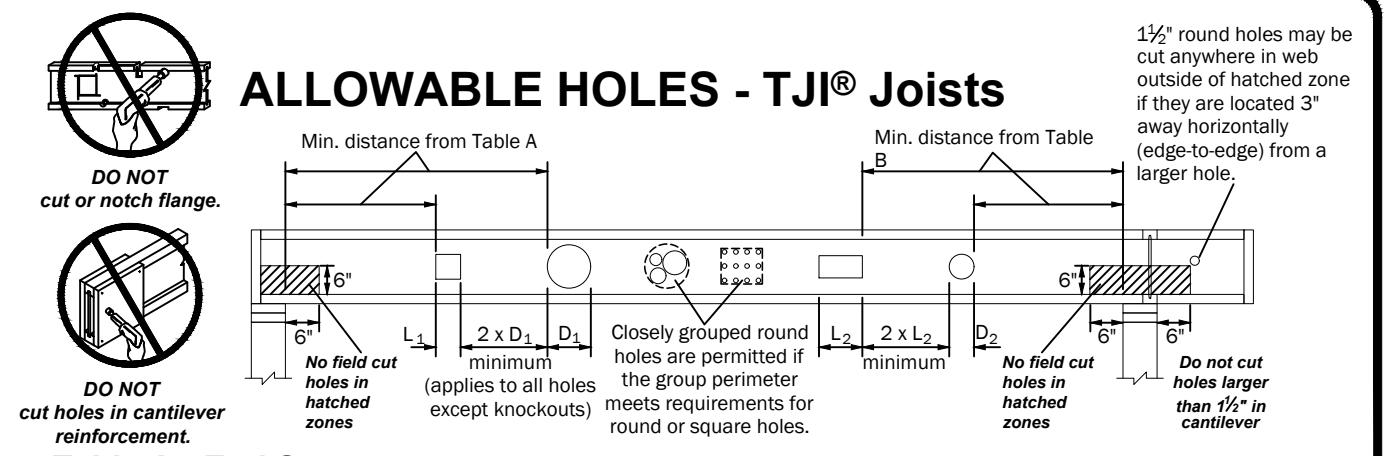 ALLOWABLE HOLES - TJI® Joists
DO NOT
cut or notch flange.
DO NOT
cut holes in cantilever
reinforcement.
Min. distance from Table A
Min. distance from Table
B
1½" round holes may be
cut anywhere in web
outside of hatched zone
if they are located 3"
away horizontally
(edge-to-edge) from a
larger hole.
6"
6"
6"
No field cut
holes in
hatched
zones
L1
2 x D1
D1
minimum
(applies to all holes
except knockouts)
Closely grouped round
holes are permitted if
the group perimeter
meets requirements for
round or square holes.
L2
2 x L2
D2
minimum
6"
6"
No field cut
holes in
hatched
zones
Do not cut
holes larger
than 1½" in
cantilever